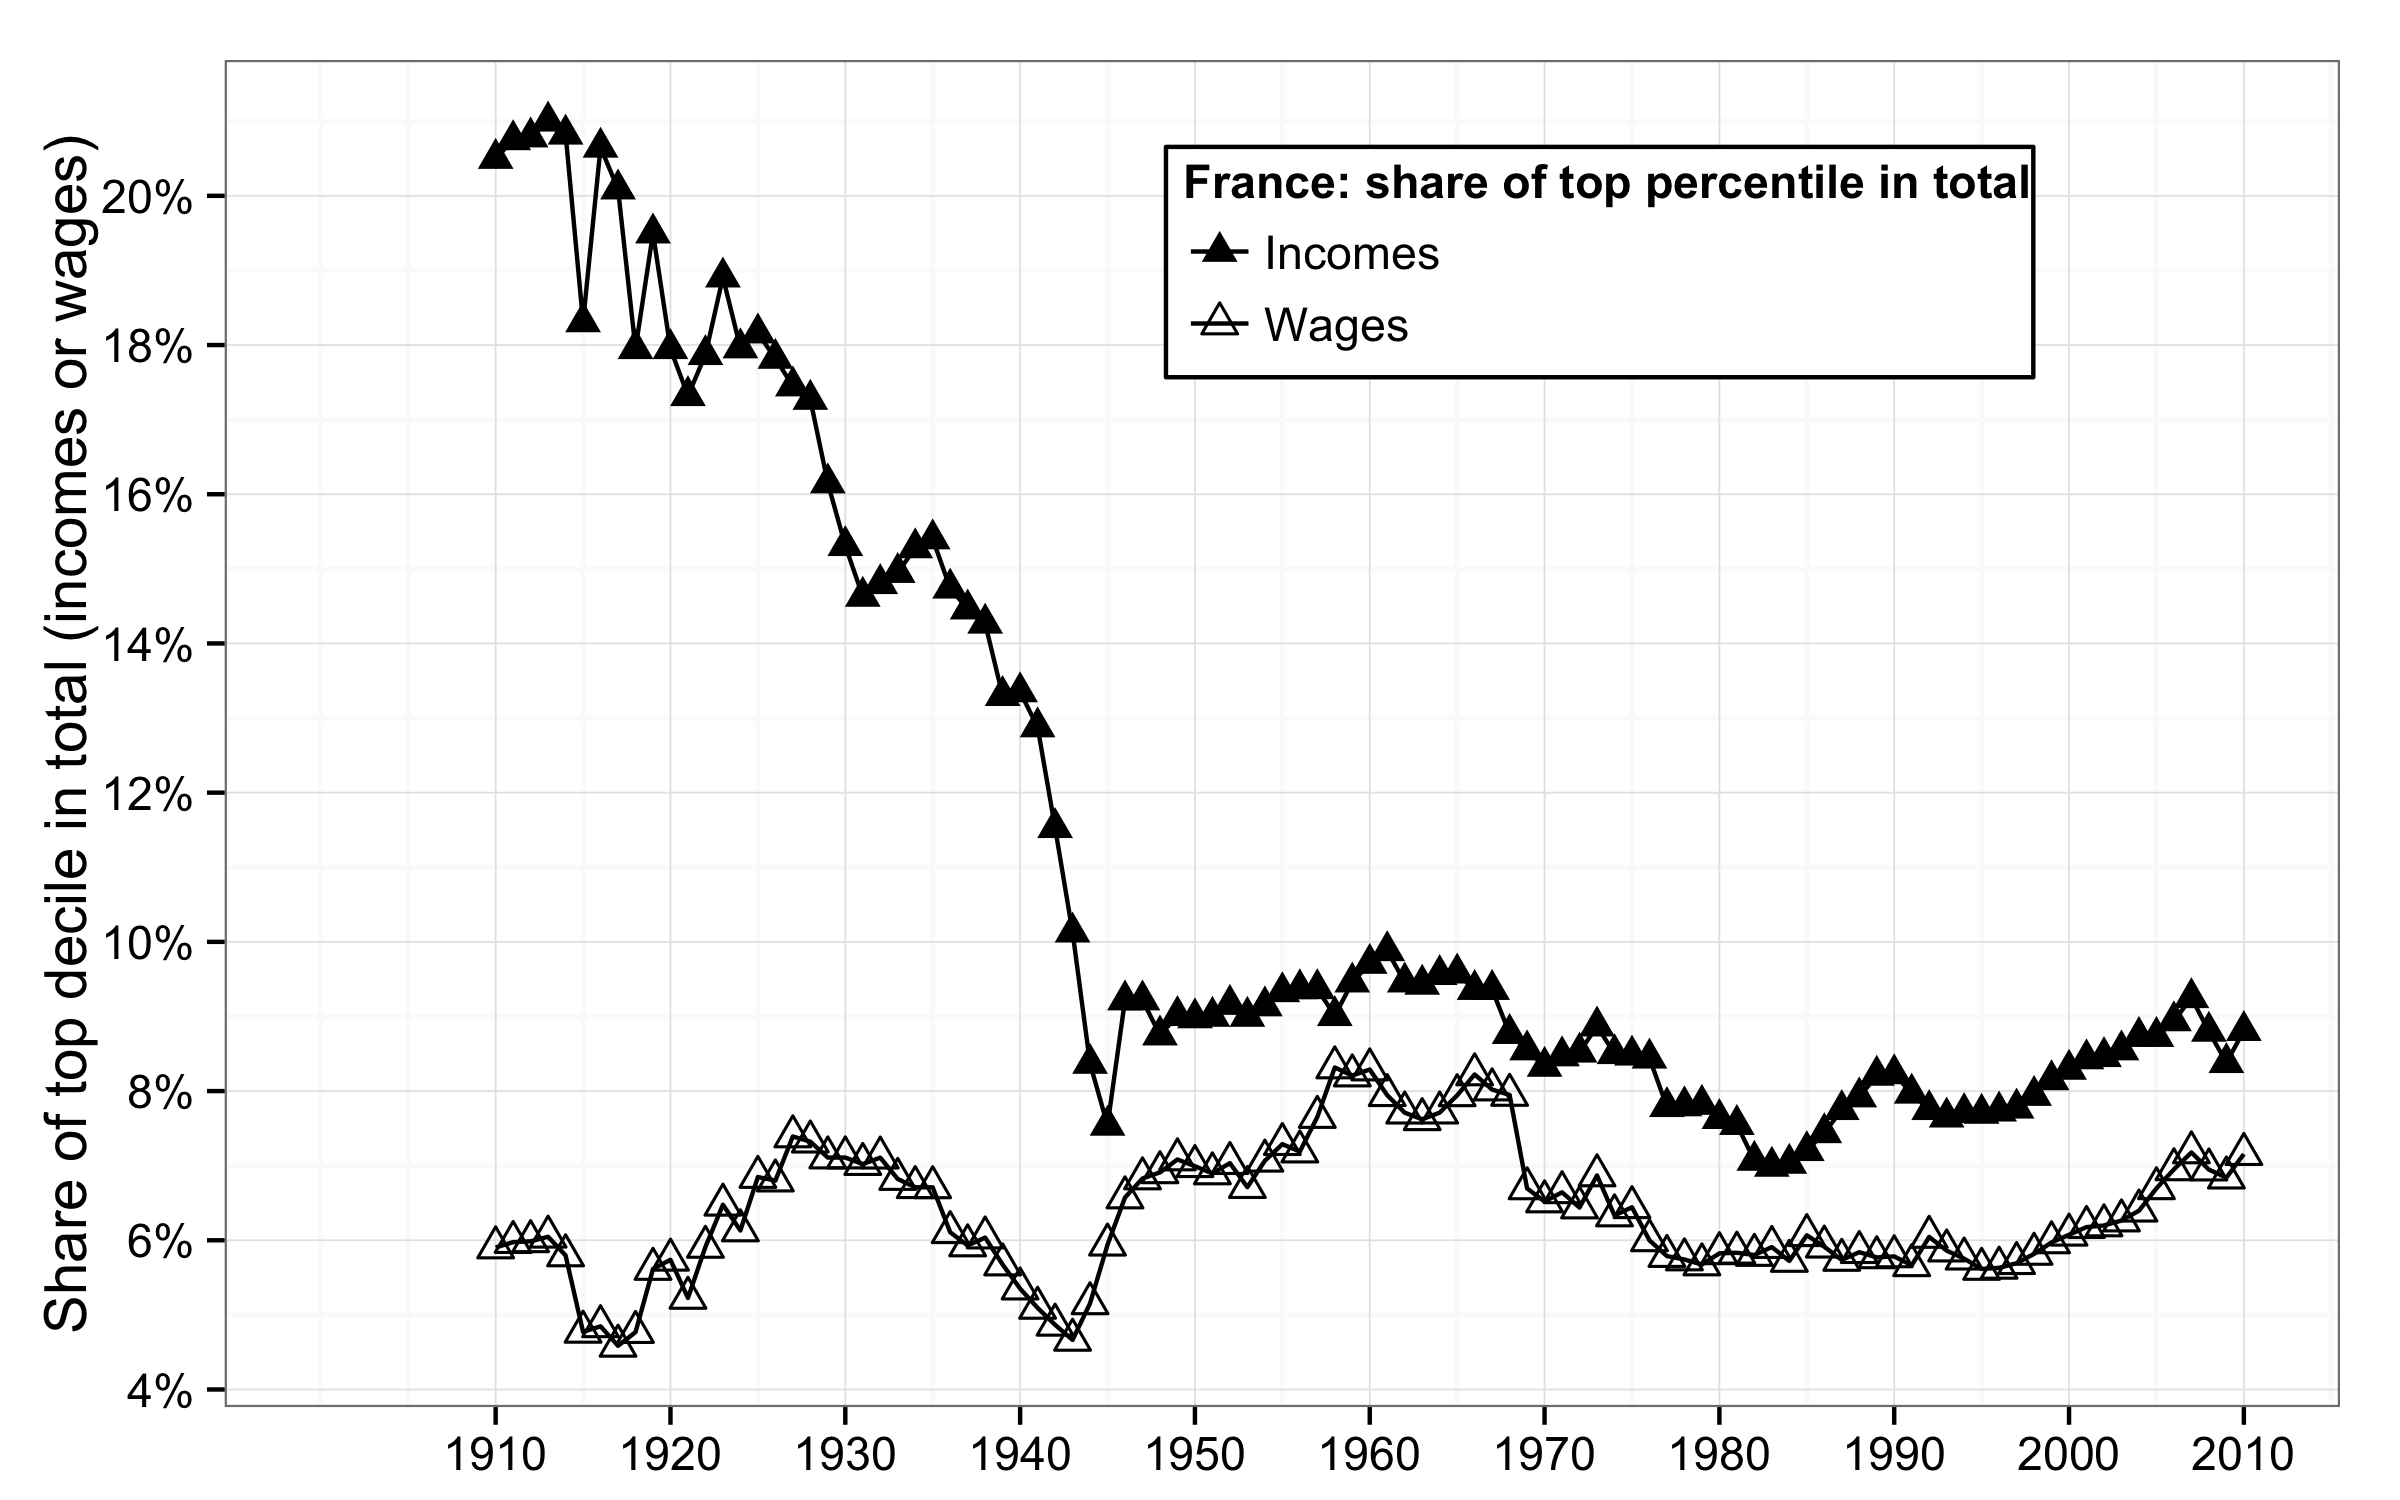 Share of top decile in total (incomes or wages)
20%
18%
16%
14%
12%
10%
8%
6%
4%
France: share of top percentile in total
Incomes
Wages
1910 1920 1930 1940 1950 1960 1970 1980 1990 2000 2010